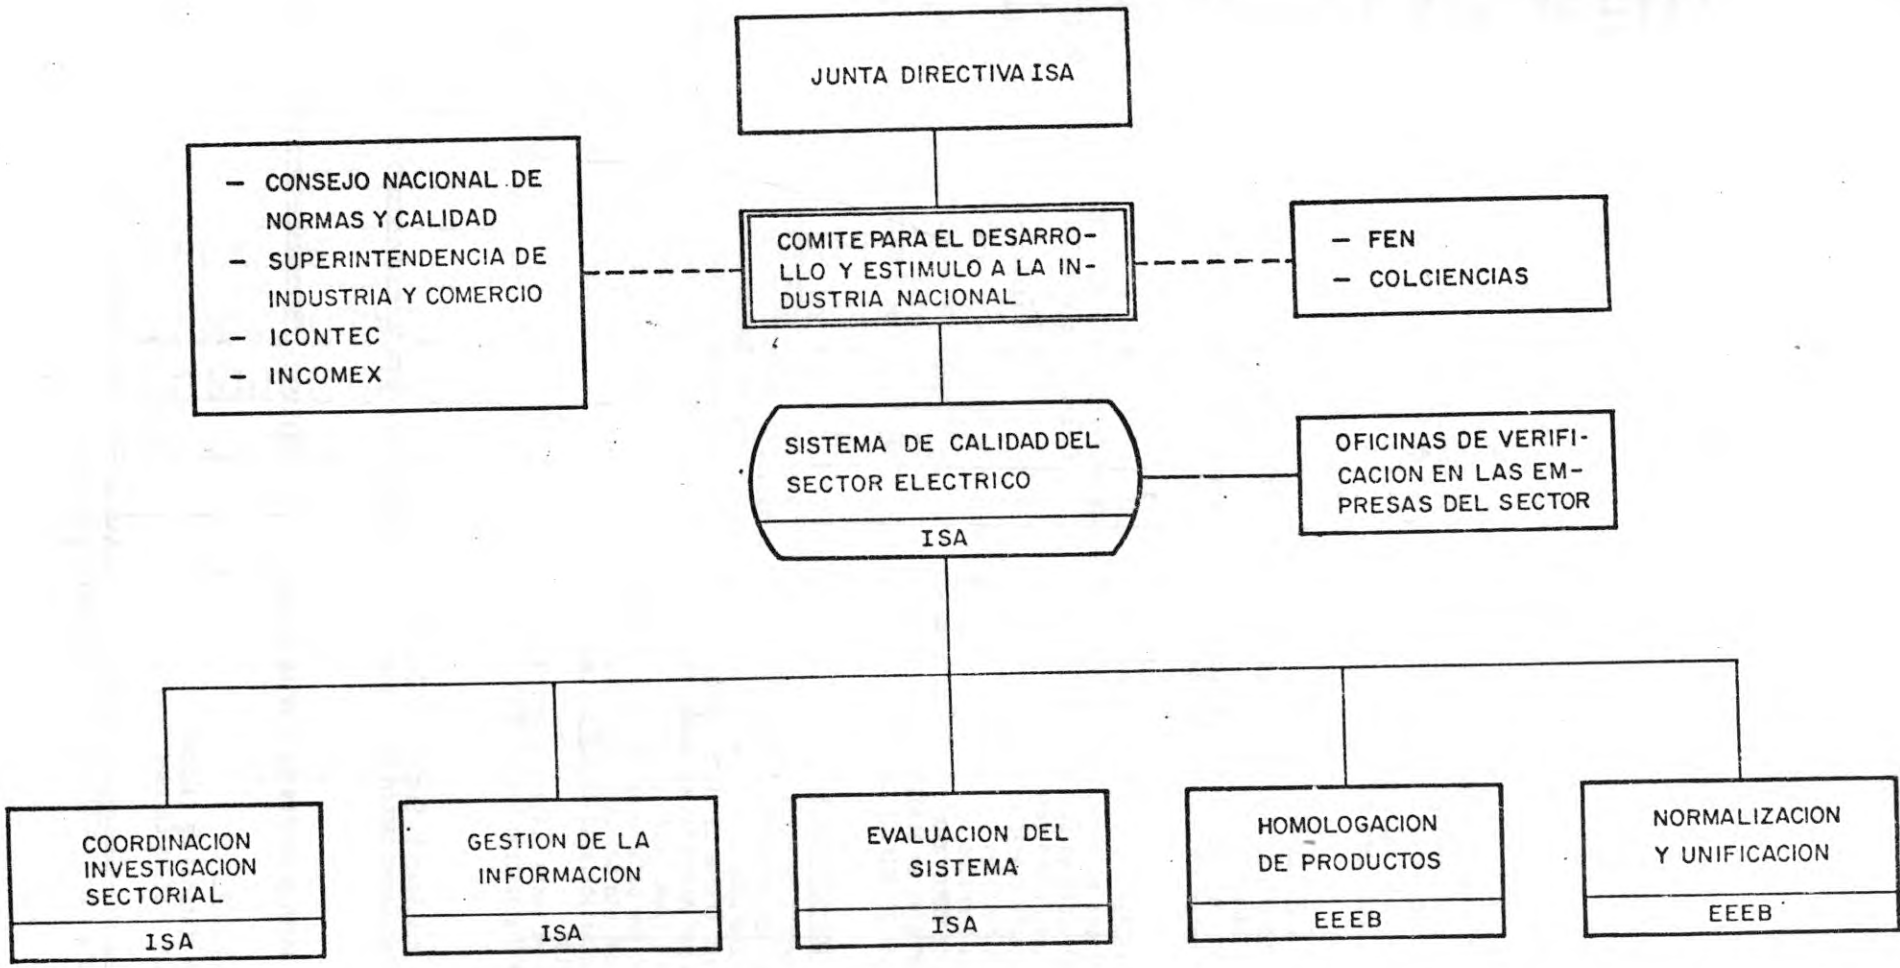 JUNTA DIRECTIVA ISA
— CONSEJO NACIONAL DE
NORMAS Y CALIDAD
— SUPERINTENDENCIA DE
INDUSTRIA Y COMERCIO
— ICONTEC
— INCOMEX
COMITE PARA EL DESARRO-
LLO Y ESTIMULO A LA IN-
DUSTRIA NACIONAL
— FEN
— COLCIENCIAS
SISTEMA DE CALIDAD DEL
SECTOR ELECTRICO
ISA
OFICINAS DE VERIFI-
CACION EN LAS EM-
PRESAS DEL SECTOR
COORDINACION
INVESTIGACION
SECTORIAL
ISA
GESTION DE LA
INFORMACION
ISA
EVALUACION DEL
SISTEMA
ISA
HOMOLOGACION
DE PRODUCTOS
EEEB
NORMALIZACION
Y UNIFICACION
EEEB